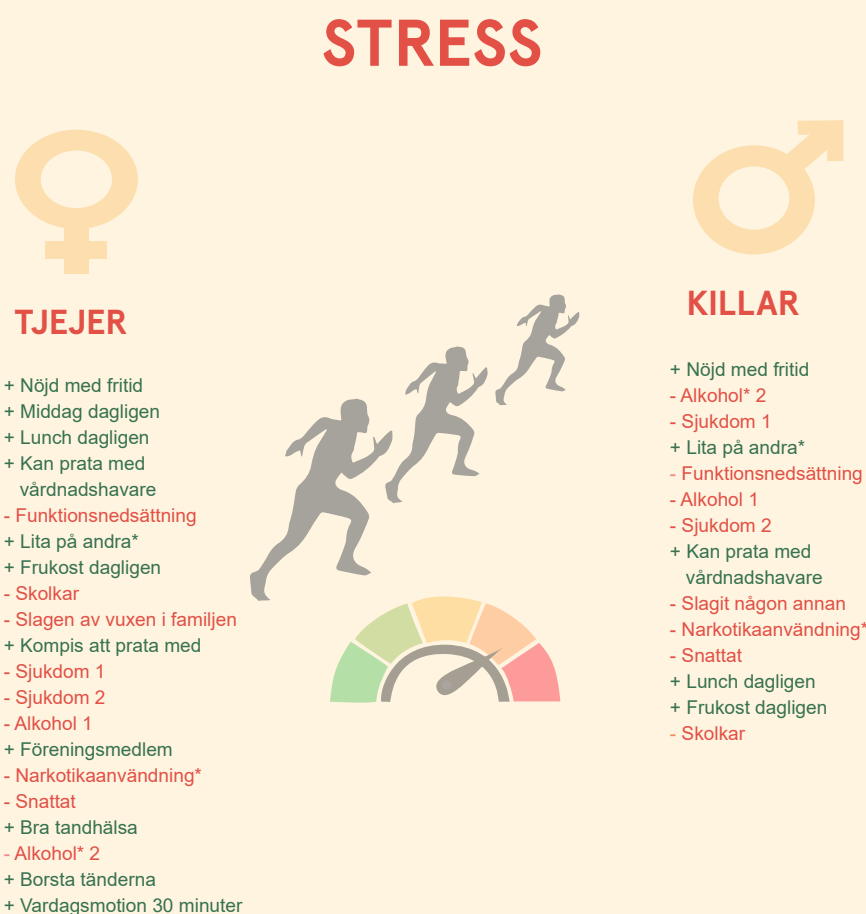 STRESS
TJEJER
+ Nöjd med fritid
+ Middag dagligen
+ Lunch dagligen
+ Kan prata med
vårdnadshavare
- Funktionsnedsättning
+ Lita på andra*
+ Frukost dagligen
- Skolkar
- Slagen av vuxen i familjen
+ Kompis att prata med
- Sjukdom 1
- Sjukdom 2
- Alkohol 1
+ Föreningsmedlem
- Narkotikaanvändning*
- Snattat
+ Bra tandhälsa
- Alkohol* 2
+ Borsta tänderna
+ Vardagsmotion 30 minuter
KILLAR
+ Nöjd med fritid
- Alkohol* 2
- Sjukdom 1
+ Lita på andra*
- Funktionsnedsättning
- Alkohol 1
- Sjukdom 2
+ Kan prata med
vårdnadshavare
- Slagit någon annan
- Narkotikaanvändning*
- Snattat
+ Lunch dagligen
+ Frukost dagligen
- Skolkar